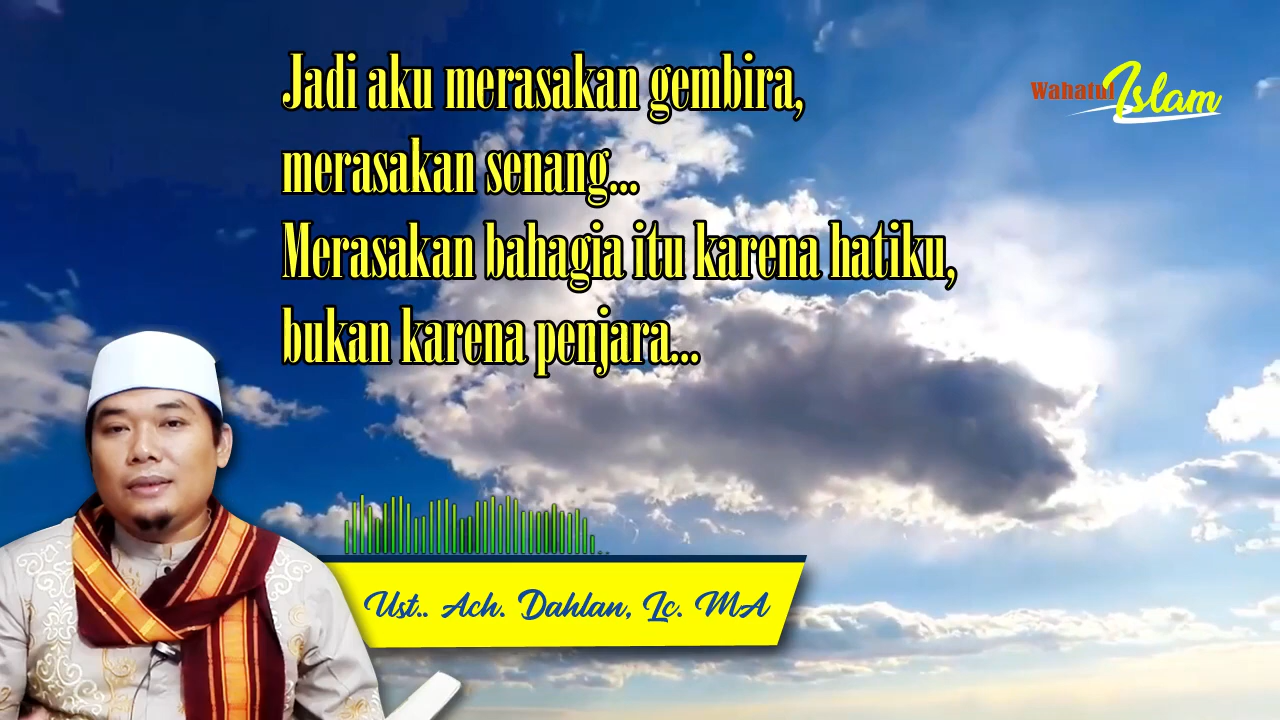 Jadi aku merasakan gembira,
merasakan senang...
Merasakan bahagia itu karena hatiku,
bukan karena penjara...
Wahatul Islam
Ust.. Ach. Dahlan, Lc. MA